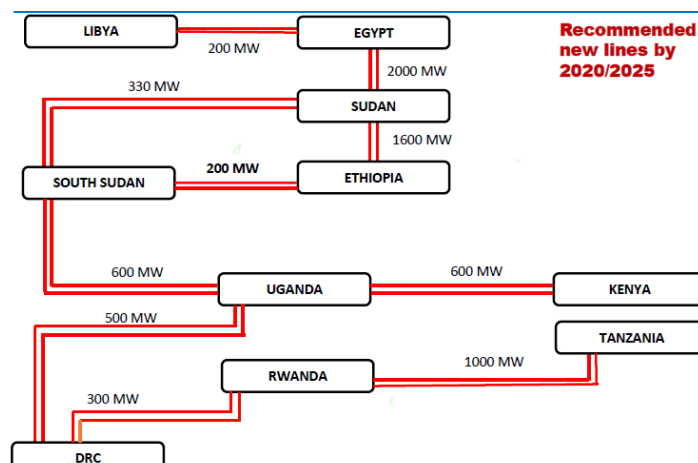 LIBYA
EGYPT
Recommended
new lines by
2020/2025
200 MW
2000 MW
330 MW
SUDAN
1600 MW
200 MW
SOUTH SUDAN
ETHIOPIA
600 MW
600 MW
UGANDA
KENYA
500 MW
TANZANIA
1000 MW
RWANDA
300 MW
DRC